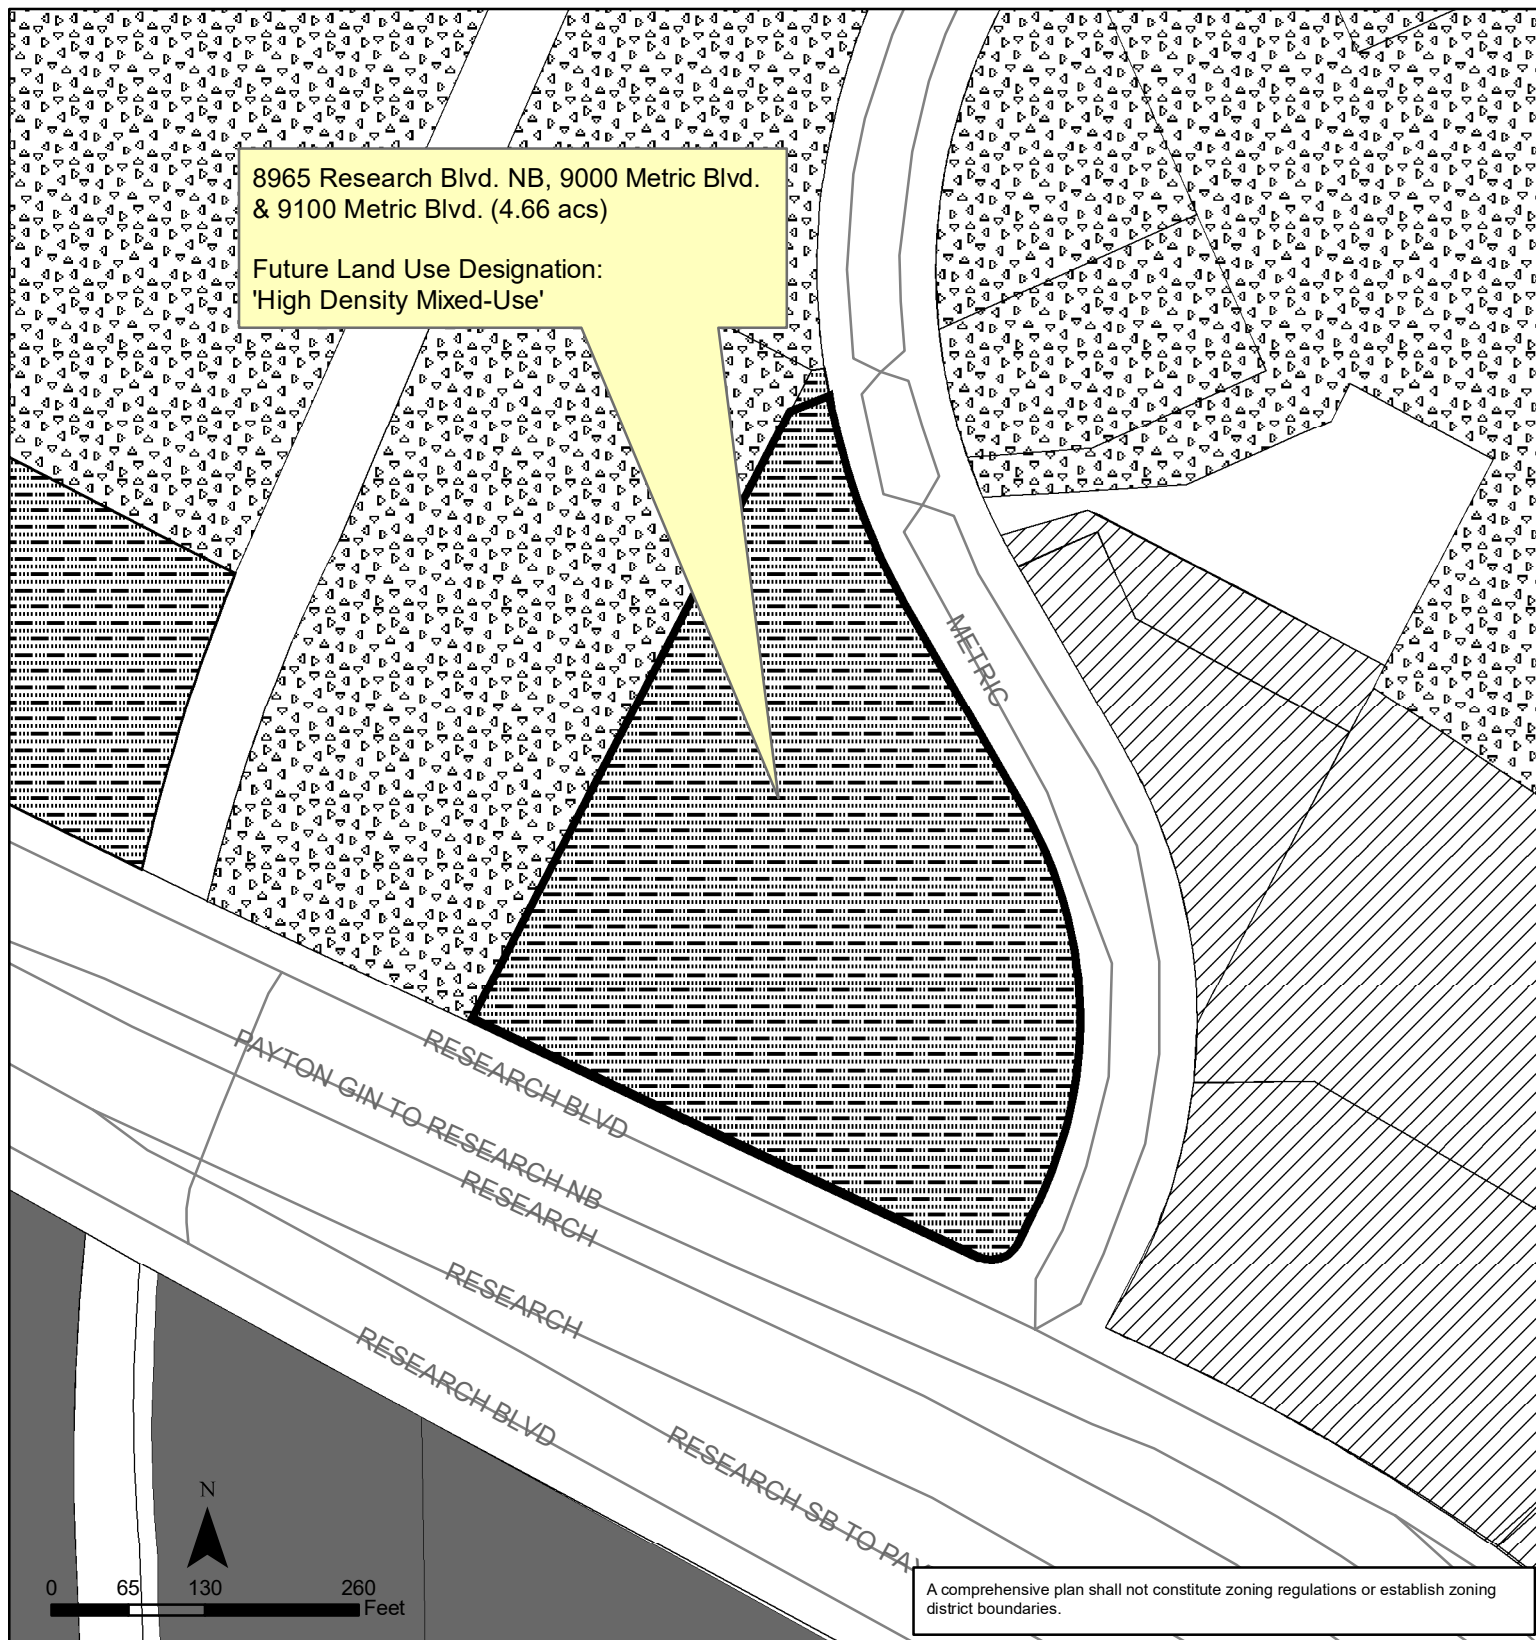 8965 Research Blvd. NB, 9000 Metric Blvd.
& 9100 Metric Blvd. (4.66 acs)
Future Land Use Designation:
'High Density Mixed-Use'
METRIC
RESEARCH BLVD
PAYTON GIN TO RESEARCH NB
RESEARCH
RESEARCH
RESEARCH BLVD
RESEARCH SB TO PAY
N
0 65 130 260
Feet
A comprehensive plan shall not constitute zoning regulations or establish zoning
district boundaries.